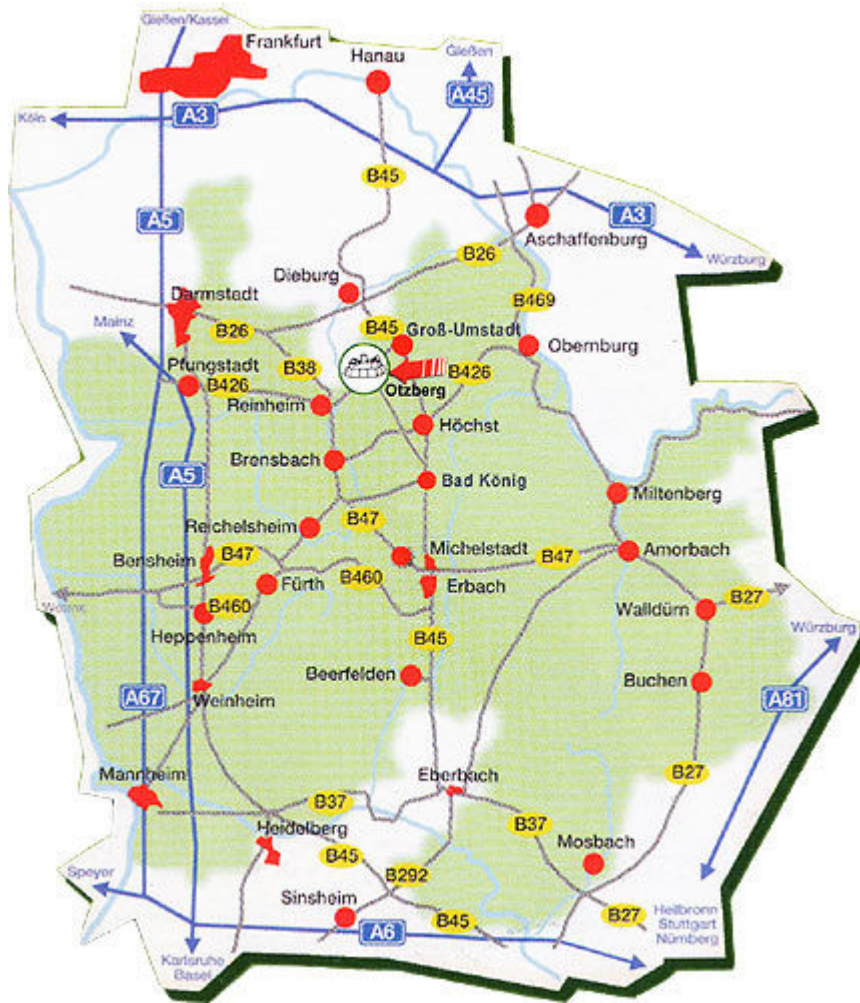 Gießen/Kassel
Frankfurt
Hanau
Gießen
A45
Köln
A3
B45
A5
A3
Aschaffenburg
Würzburg
B26
Dieburg
Darmstadt
B469
Mainz
B26
B45
Groß-Umstadt
Obernburg
Pfungstadt
B38
B426
B426
Otzberg
Reinheim
Höchst
Brensbach
A5
Bad König
Miltenberg
Reichelsheim
B47
Michelstadt
Amorbach
Bensheim
B47
B47
Fürth
B460
Erbach
B27
B460
Walldürn
Heppenheim
B45
Würzburg
Beerfelden
Buchen
A67
Weinheim
A81
Mannheim
Eberbach
B27
B37
B37
Heidelberg
Mosbach
B45
Speyer
B292
Sinsheim
B45
B27
A6
Heilbronn
Stuttgart
Nürnberg
Karlsruhe
Basel